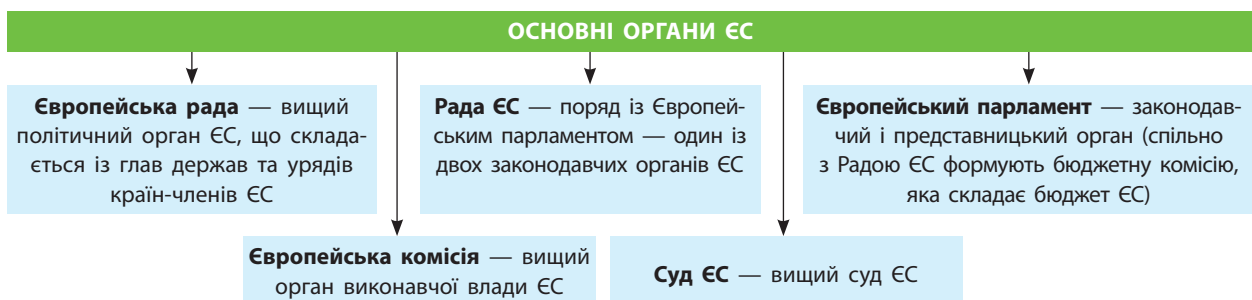 ОСНОВНІ ОРГАНИ ЄС
Європейська рада — вищий
політичний орган ЄС, що склада-
ється із глав держав та урядів
країн-членів ЄС
Рада ЄС — поряд із Європей-
ським парламентом — один із
двох законодавчих органів ЄС
Європейський парламент — законодав-
чий і представницький орган (спільно
з Радою ЄС формують бюджетну комісію,
яка складає бюджет ЄС)
Європейська комісія — вищий
орган виконавчої влади ЄС
Суд ЄС — вищий суд ЄС